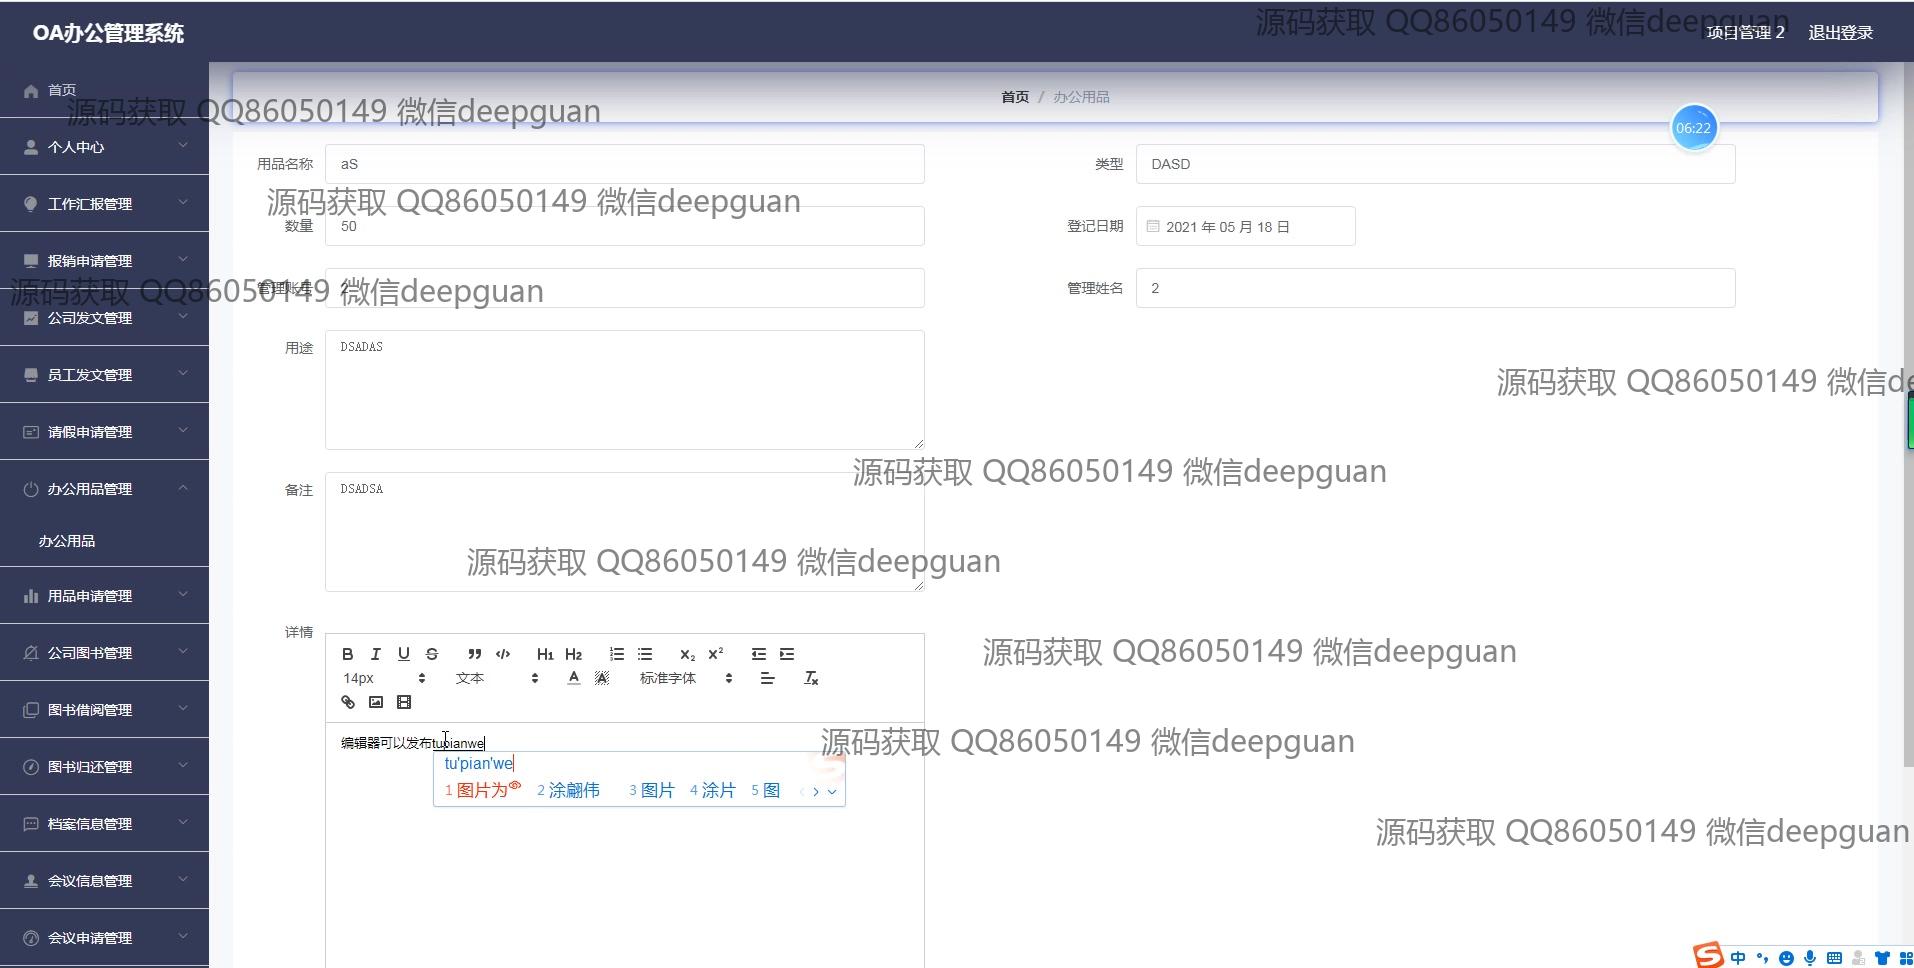 OA办公管理系统
源码获取 QQ86050149 微信deepguan
项目管理 2
退出登录
首页
首页 / 办公用品
源码获取 QQ86050149 微信deepguan
06:22
个人中心
用品名称 aS
类型 DASD
工作汇报管理
源码获取 QQ86050149 微信deepguan
数量 50
登记日期 2021 年 05 月 18 日
报销申请管理
源码获取 QQ86050149 微信deepguan
管理账号 2
管理姓名 2
公司发文管理
用途 DSADAS
员工发文管理
源码获取 QQ86050149 微信de
请假申请管理
源码获取 QQ86050149 微信deepguan
办公用品管理
备注 DSADSA
办公用品
源码获取 QQ86050149 微信deepguan
用品申请管理
详情
公司图书管理
B I U S H1 H2 X2 X2
源码获取 QQ86050149 微信deepguan
14px 文本 A A 标准字体 Tx
图书借阅管理
编辑器可以发布tupianwe
源码获取 QQ86050149 微信deepguan
图书归还管理
tu'pian'we
1 图片为 2 涂翩伟 3 图片 4 涂片 5 图
档案信息管理
源码获取 QQ86050149 微信deepguan
会议信息管理
会议申请管理
S 中